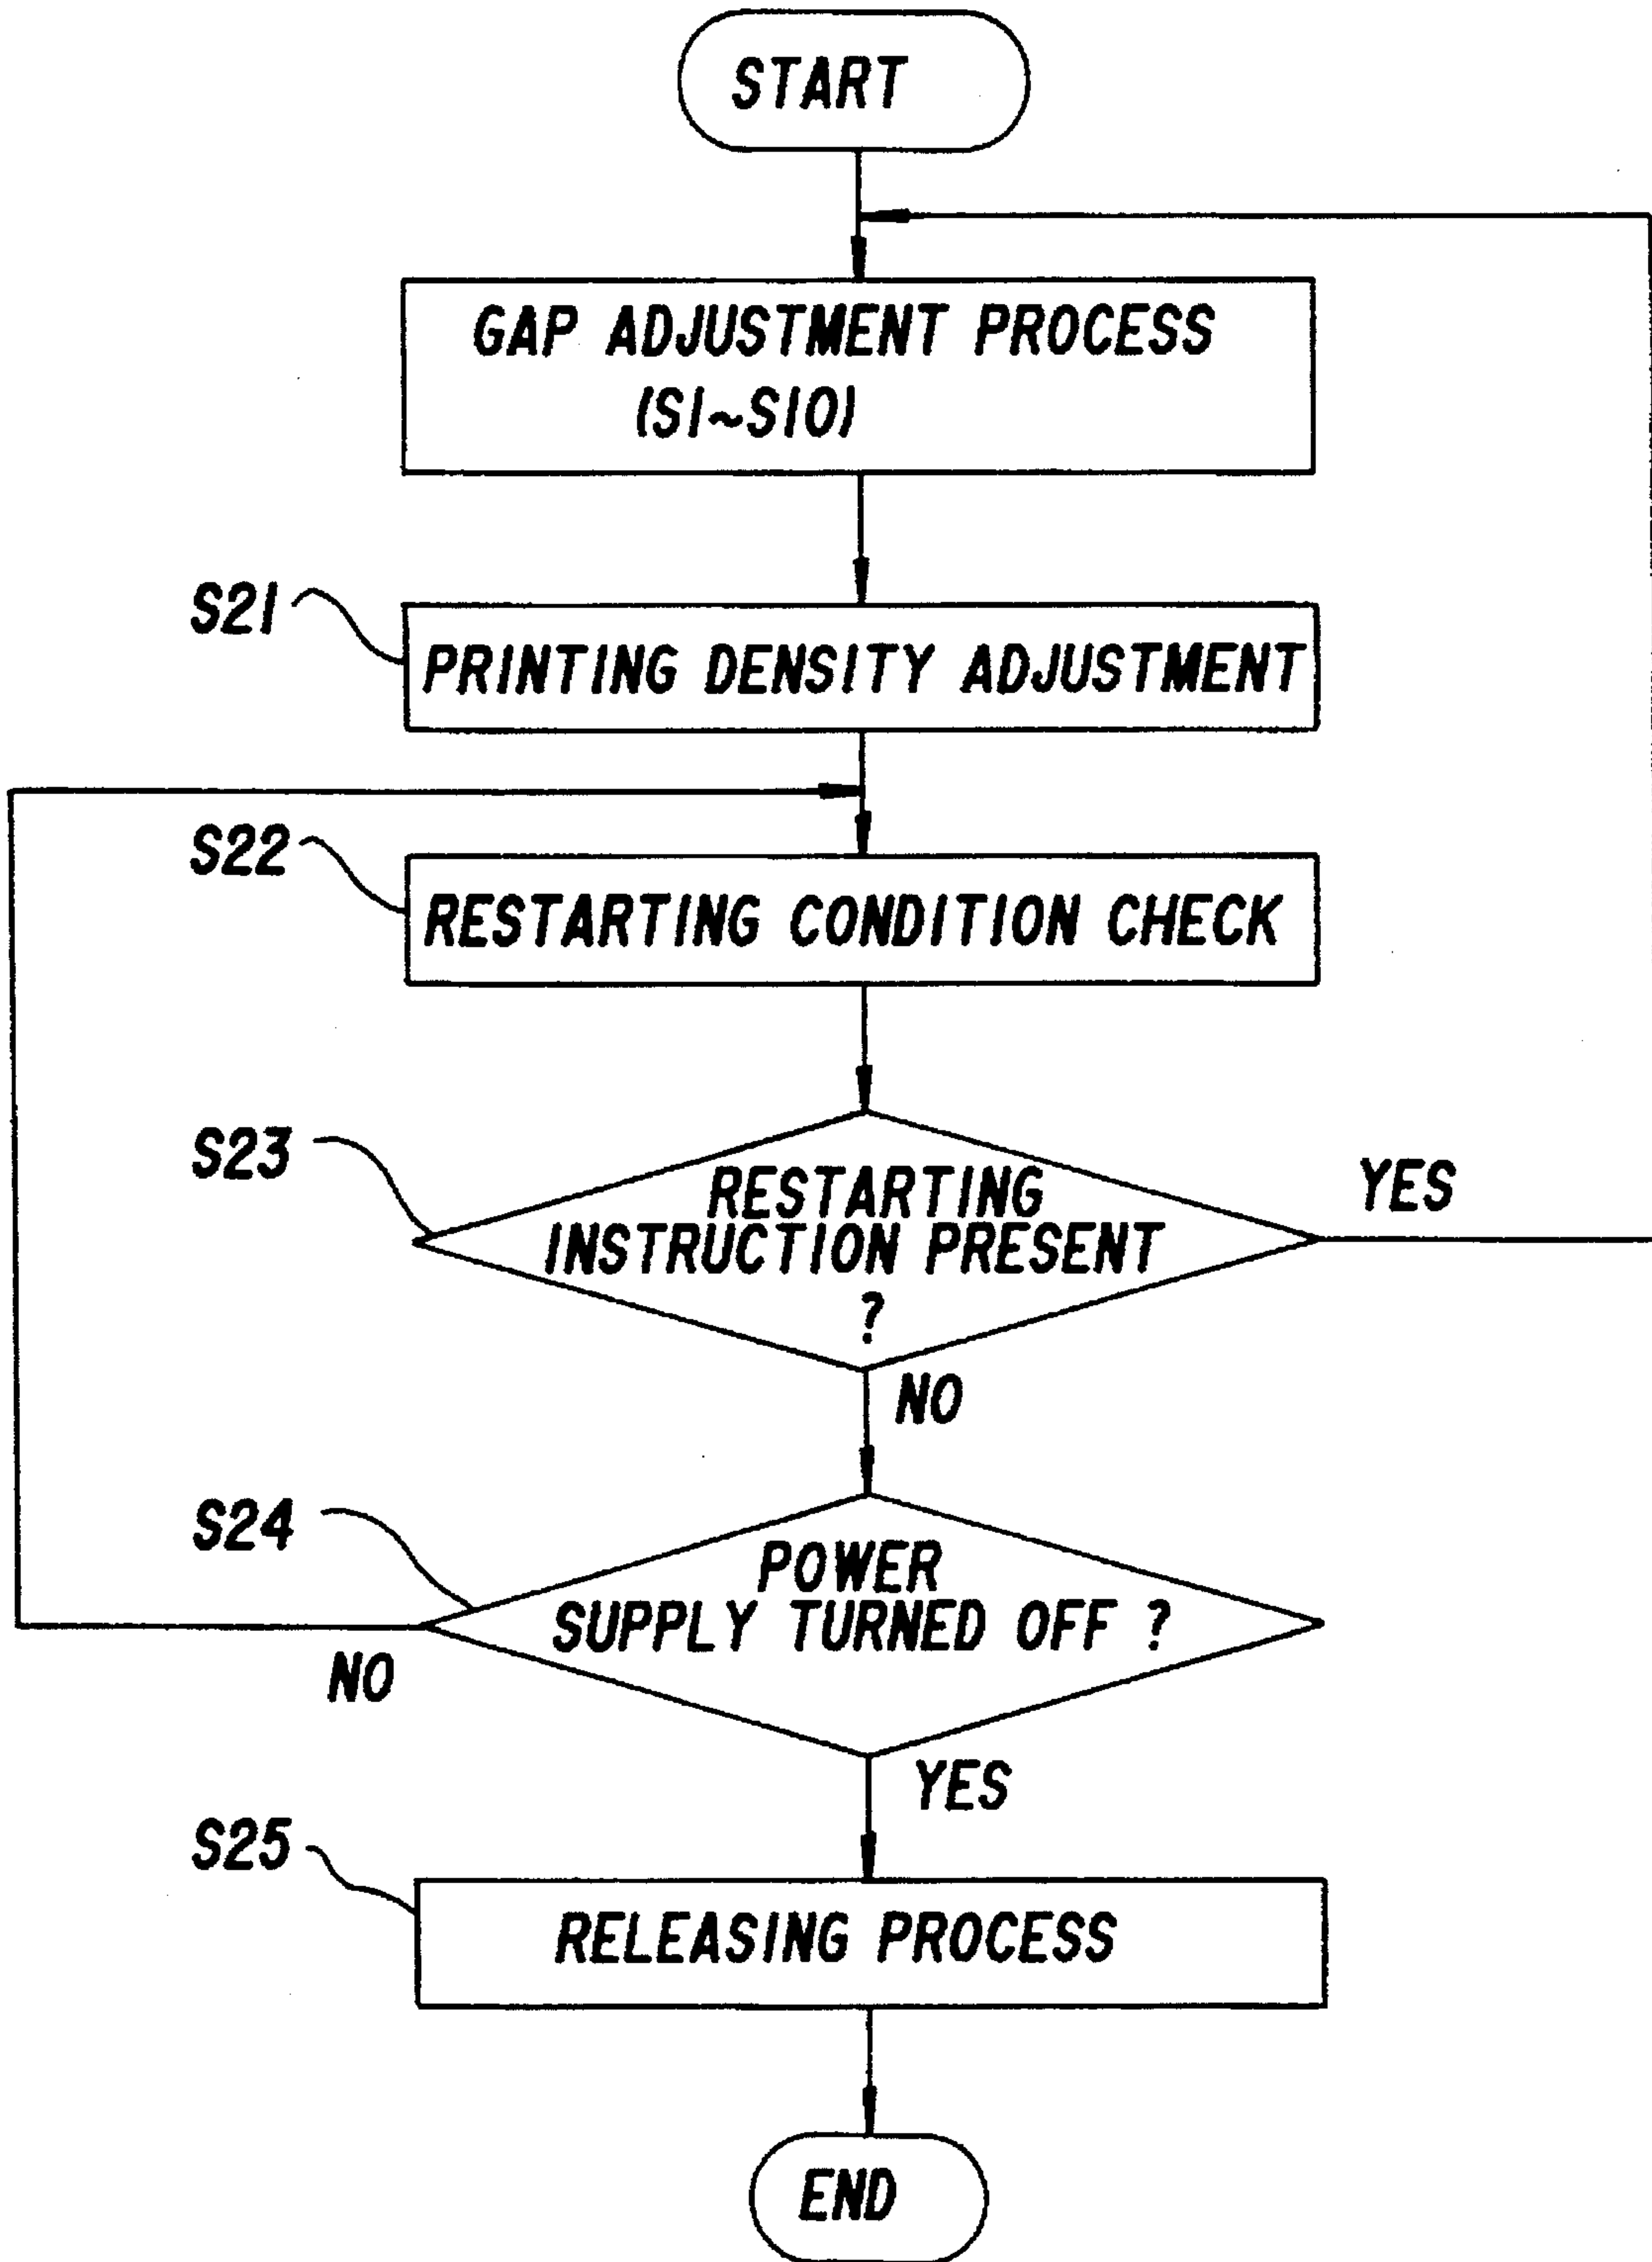 START
GAP ADJUSTMENT PROCESS
(S1~S10)
S21
PRINTING DENSITY ADJUSTMENT
S22
RESTARTING CONDITION CHECK
S23
RESTARTING
INSTRUCTION PRESENT
?
YES
NO
S24
POWER
SUPPLY TURNED OFF ?
NO
YES
S25
RELEASING PROCESS
END